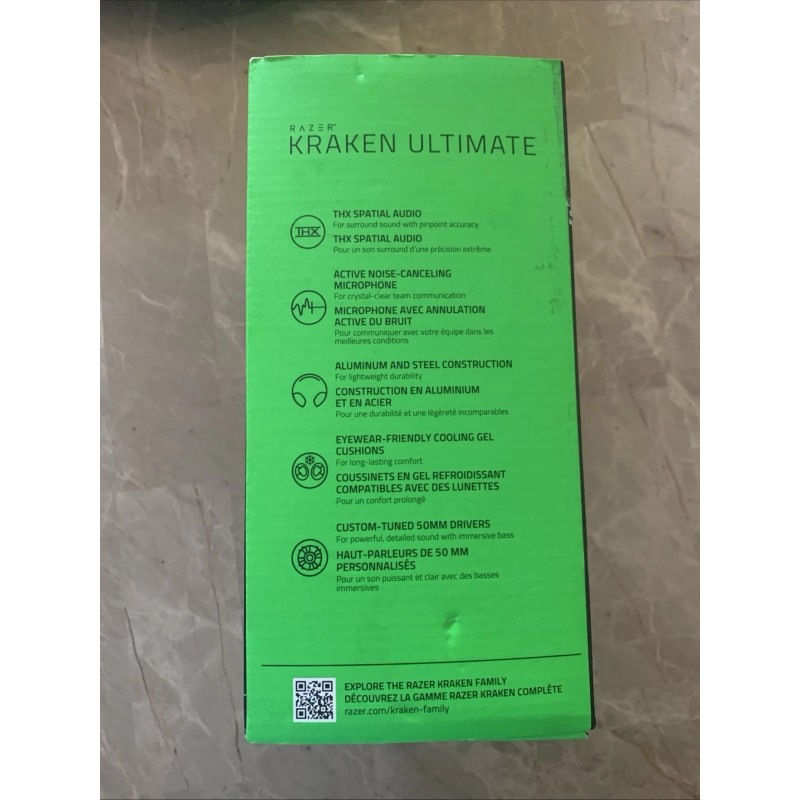 RAZER™
KRAKEN ULTIMATE
THX
THX SPATIAL AUDIO
For surround sound with pinpoint accuracy
THX SPATIAL AUDIO
Pour un son surround d'une précision extrême
ACTIVE NOISE-CANCELING
MICROPHONE
For crystal-clear team communication
MICROPHONE AVEC ANNULATION
ACTIVE DU BRUIT
Pour communiquer avec votre équipe dans les
meilleures conditions
ALUMINUM AND STEEL CONSTRUCTION
For lightweight durability
CONSTRUCTION EN ALUMINIUM
ET EN ACIER
Pour une durabilité et une légèreté incomparables
EYEWEAR-FRIENDLY COOLING GEL
CUSHIONS
For long-lasting comfort
COUSSINETS EN GEL REFROIDISSANT
COMPATIBLES AVEC DES LUNETTES
Pour un confort prolongé
CUSTOM-TUNED 50MM DRIVERS
For powerful, detailed sound with immersive bass
HAUT-PARLEURS DE 50 MM
PERSONNALISÉS
Pour un son puissant et clair avec des basses
immersives
EXPLORE THE RAZER KRAKEN FAMILY
DÉCOUVREZ LA GAMME RAZER KRAKEN COMPLÈTE
razer.com/kraken-family